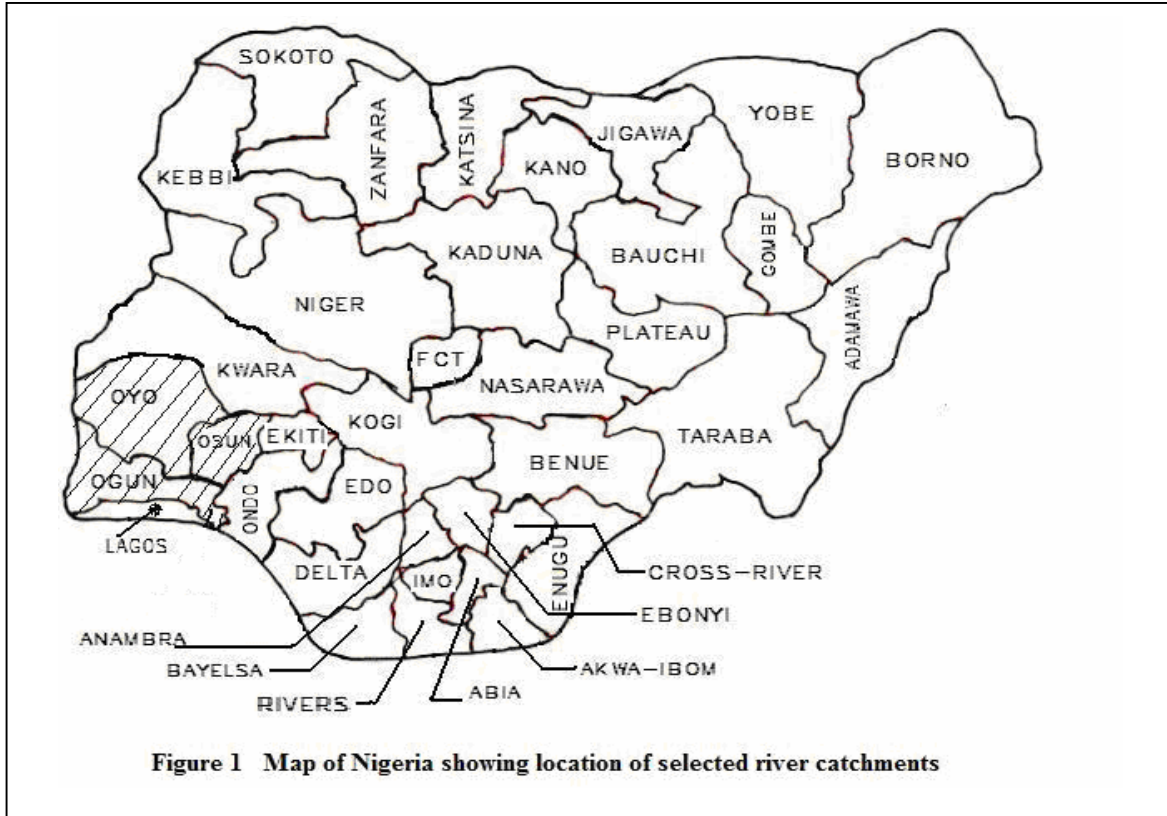 SOKOTO
KEBBI
ZANFARA
KATSINA
KANO
JIGAWA
YOBE
BORNO
KADUNA
BAUCHI
GOMBE
ADAMAWA
NIGER
PLATEAU
FCT
NASARAWA
KWARA
OYO
OSUN
EKITI
KOGI
BENUE
TARABA
OGUN
ONDO
EDO
LAGOS
DELTA
IMO
ENUGU
CROSS-RIVER
EBONYI
ANAMBRA
BAYELSA
RIVERS
ABIA
AKWA-IBOM
Figure 1 Map of Nigeria showing location of selected river catchments